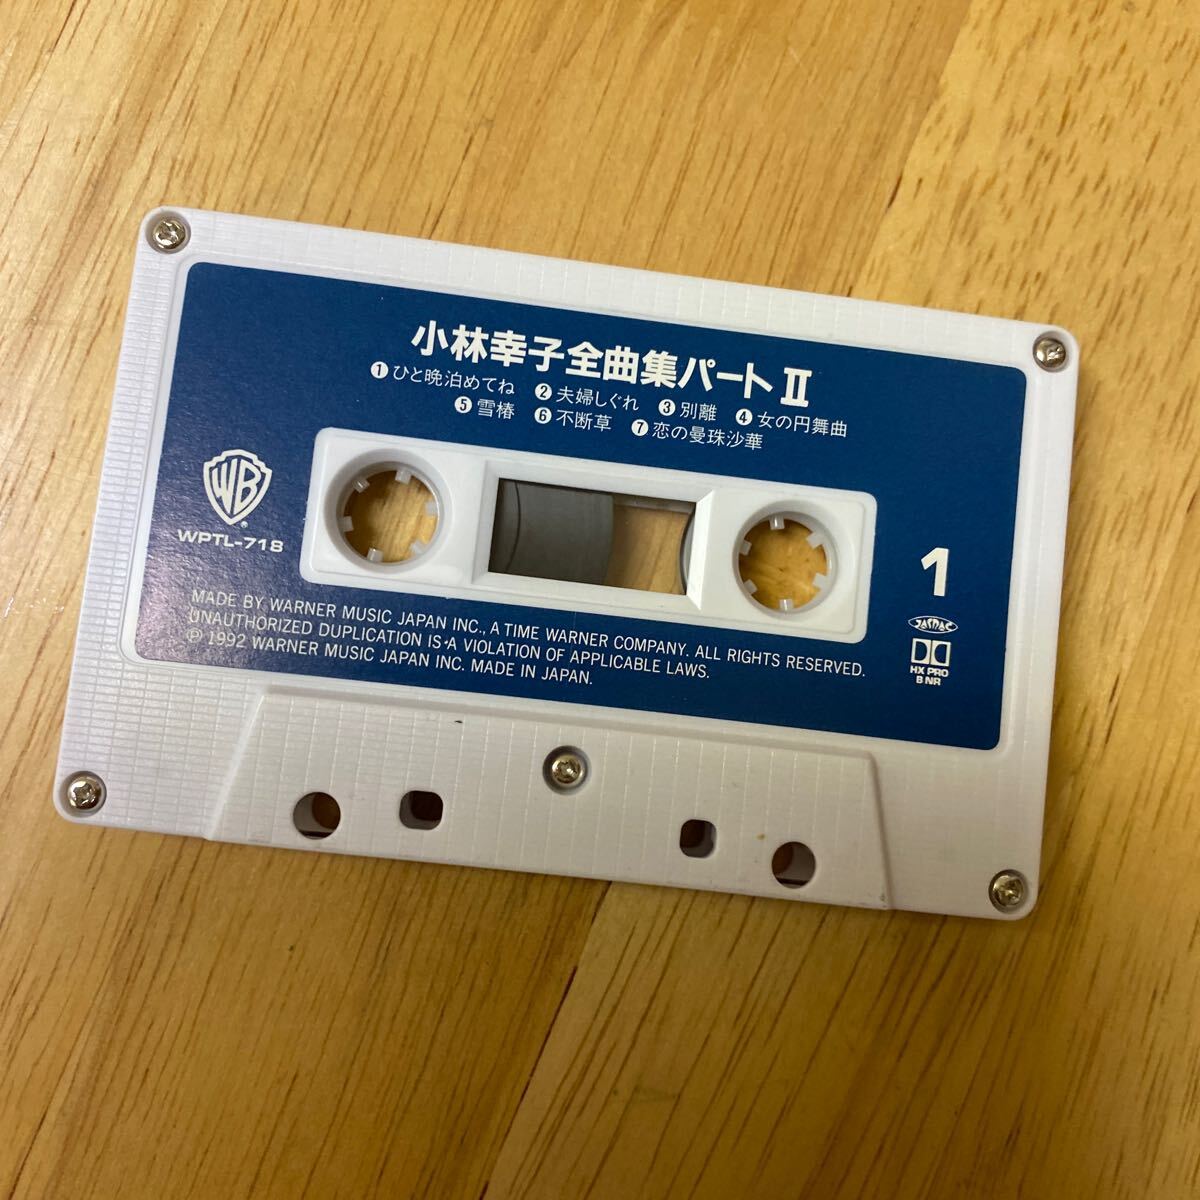 小林幸子全曲集パートⅡ
❶ひと晩泊めてね ❷夫婦しぐれ ❸別離 ❹女の円舞曲
❺雪椿 ❻不断草 ❼恋の曼珠沙華
WB
®
WPTL-718
1
JASRAC
HX PRO
B NR
MADE BY WARNER MUSIC JAPAN INC., A TIME WARNER COMPANY. ALL RIGHTS RESERVED.
UNAUTHORIZED DUPLICATION IS A VIOLATION OF APPLICABLE LAWS.
℗ 1992 WARNER MUSIC JAPAN INC. MADE IN JAPAN.